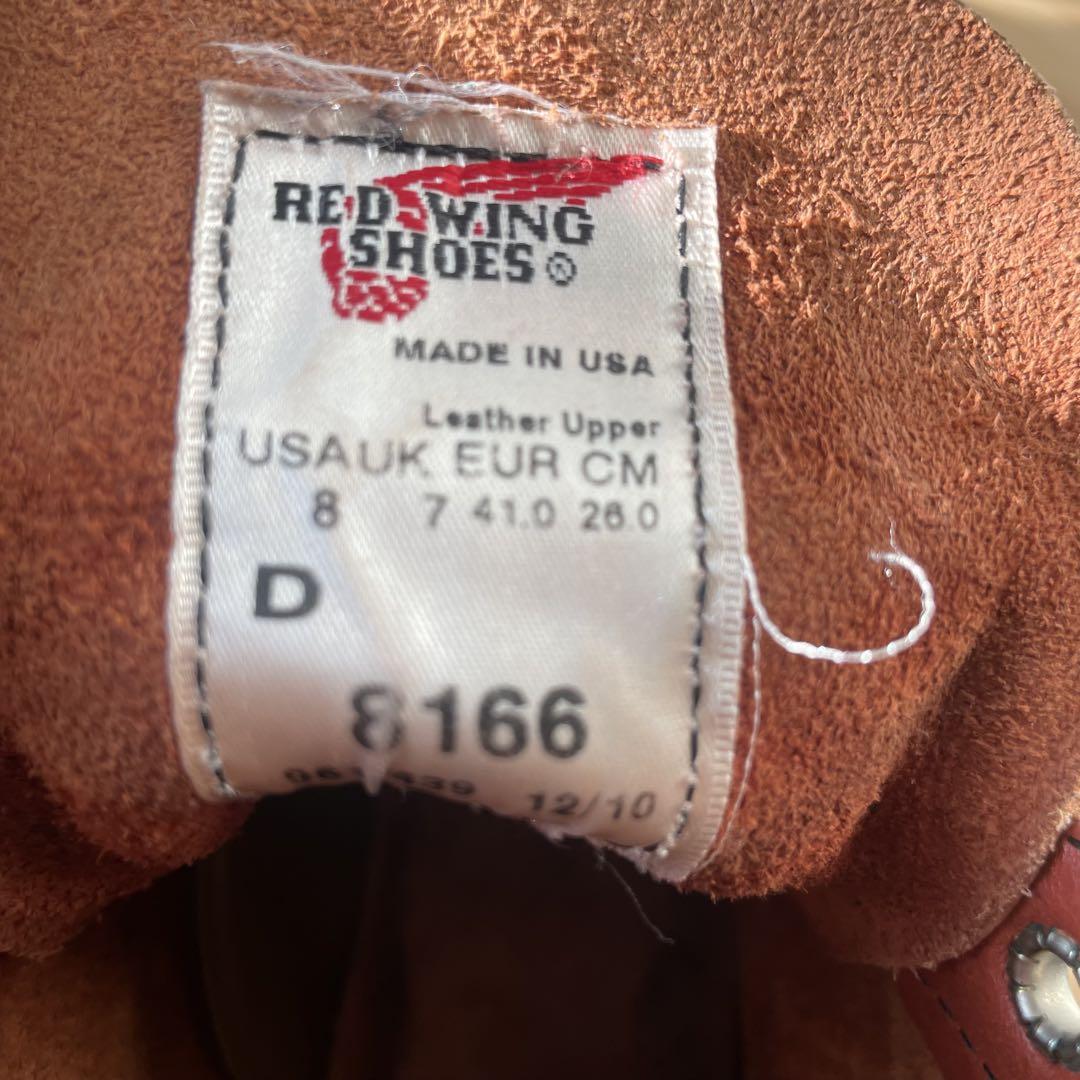 RED WING
SHOES ®
MADE IN USA
Leather Upper
USA UK EUR CM
8 7 41.0 26.0
D
8166
12/10